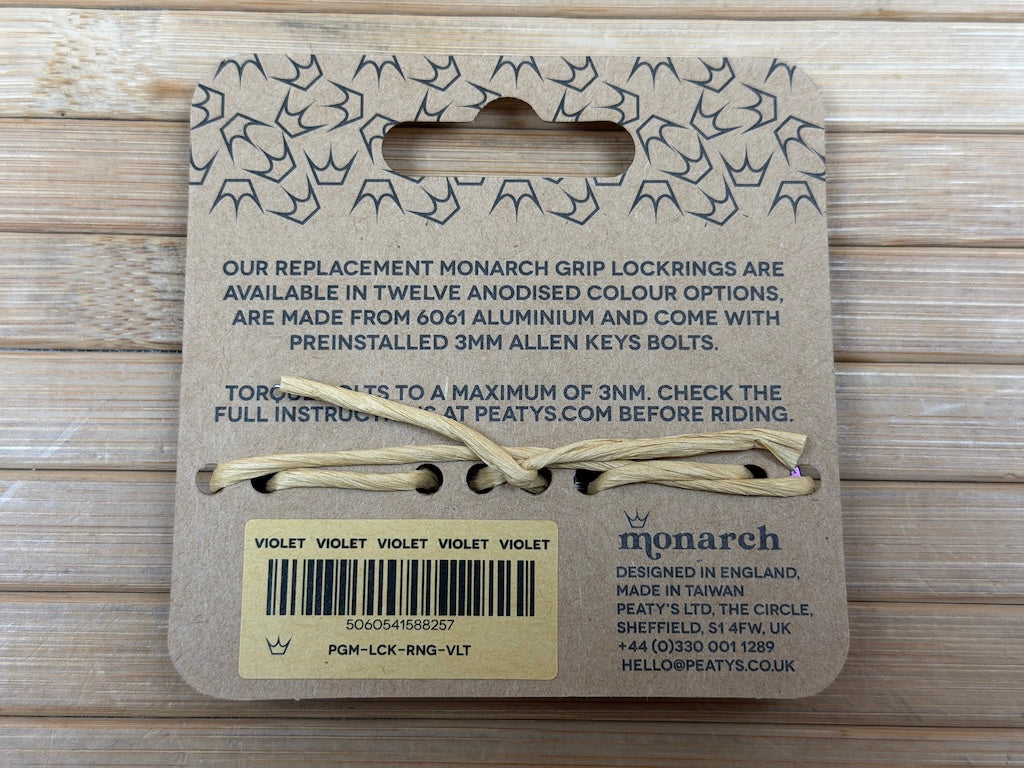 OUR REPLACEMENT MONARCH GRIP LOCKRINGS ARE
AVAILABLE IN TWELVE ANODISED COLOUR OPTIONS,
ARE MADE FROM 6061 ALUMINIUM AND COME WITH
PREINSTALLED 3MM ALLEN KEYS BOLTS.
TORQUE BOLTS TO A MAXIMUM OF 3NM. CHECK THE
FULL INSTRUCTIONS AT PEATYS.COM BEFORE RIDING.
VIOLET VIOLET VIOLET VIOLET VIOLET
5060541588257
PGM-LCK-RNG-VLT
monarch
DESIGNED IN ENGLAND,
MADE IN TAIWAN
PEATY'S LTD, THE CIRCLE,
SHEFFIELD, S1 4FW, UK
+44 (0)330 001 1289
HELLO@PEATYS.CO.UK